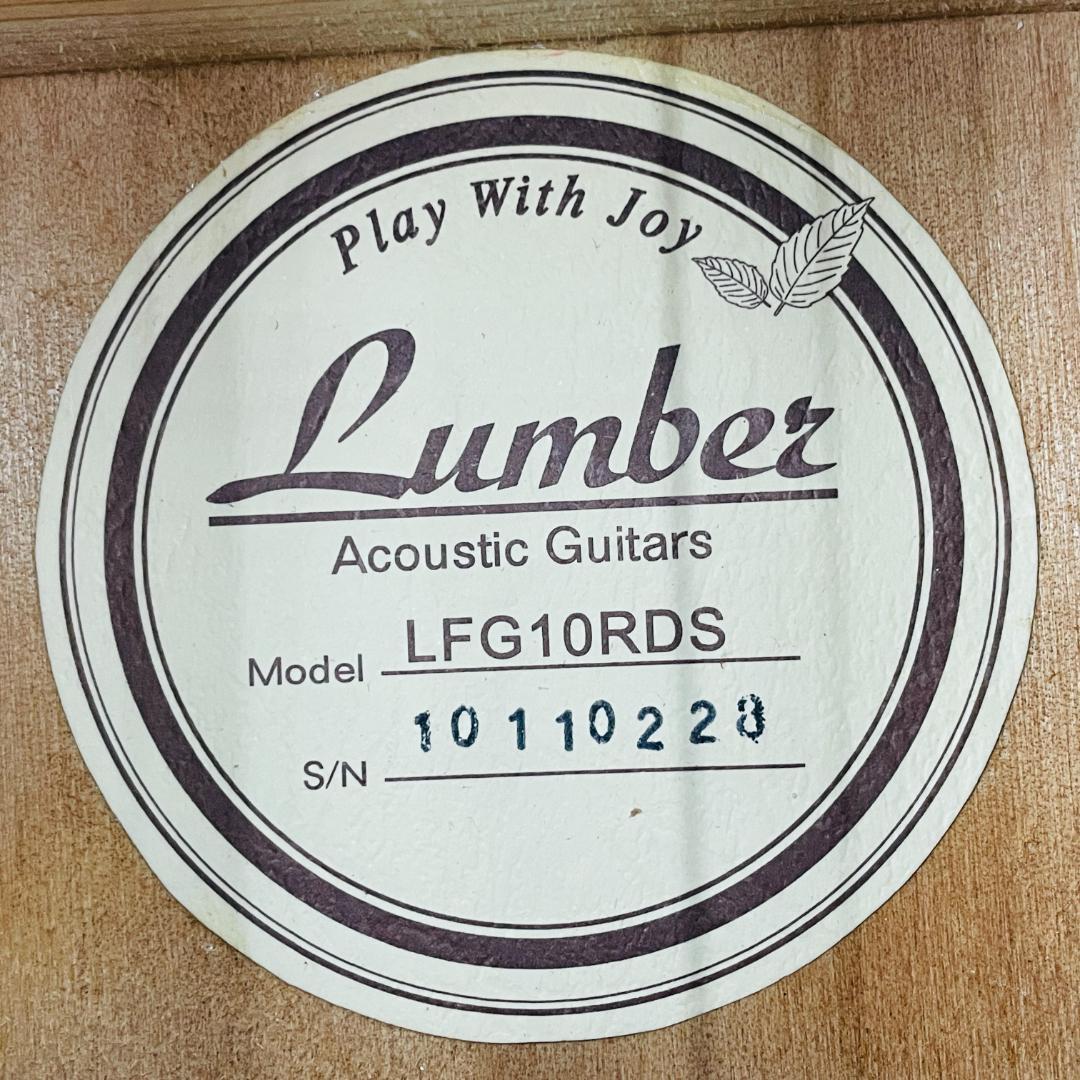 Play With Joy
Lumber
Acoustic Guitars
Model LFG10RDS
S/N 10110228